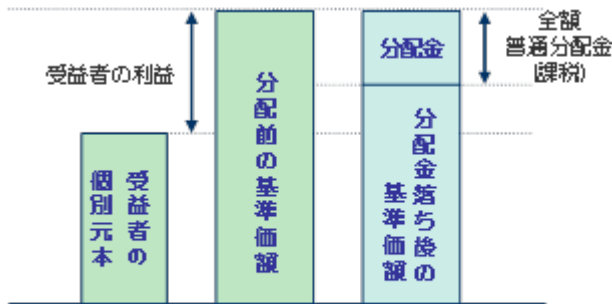 全額
普通分配金
(課税)
分配金
受益者の利益
受益者の
個別元本
分配前の基準価額
分配金落ち後の
基準価額